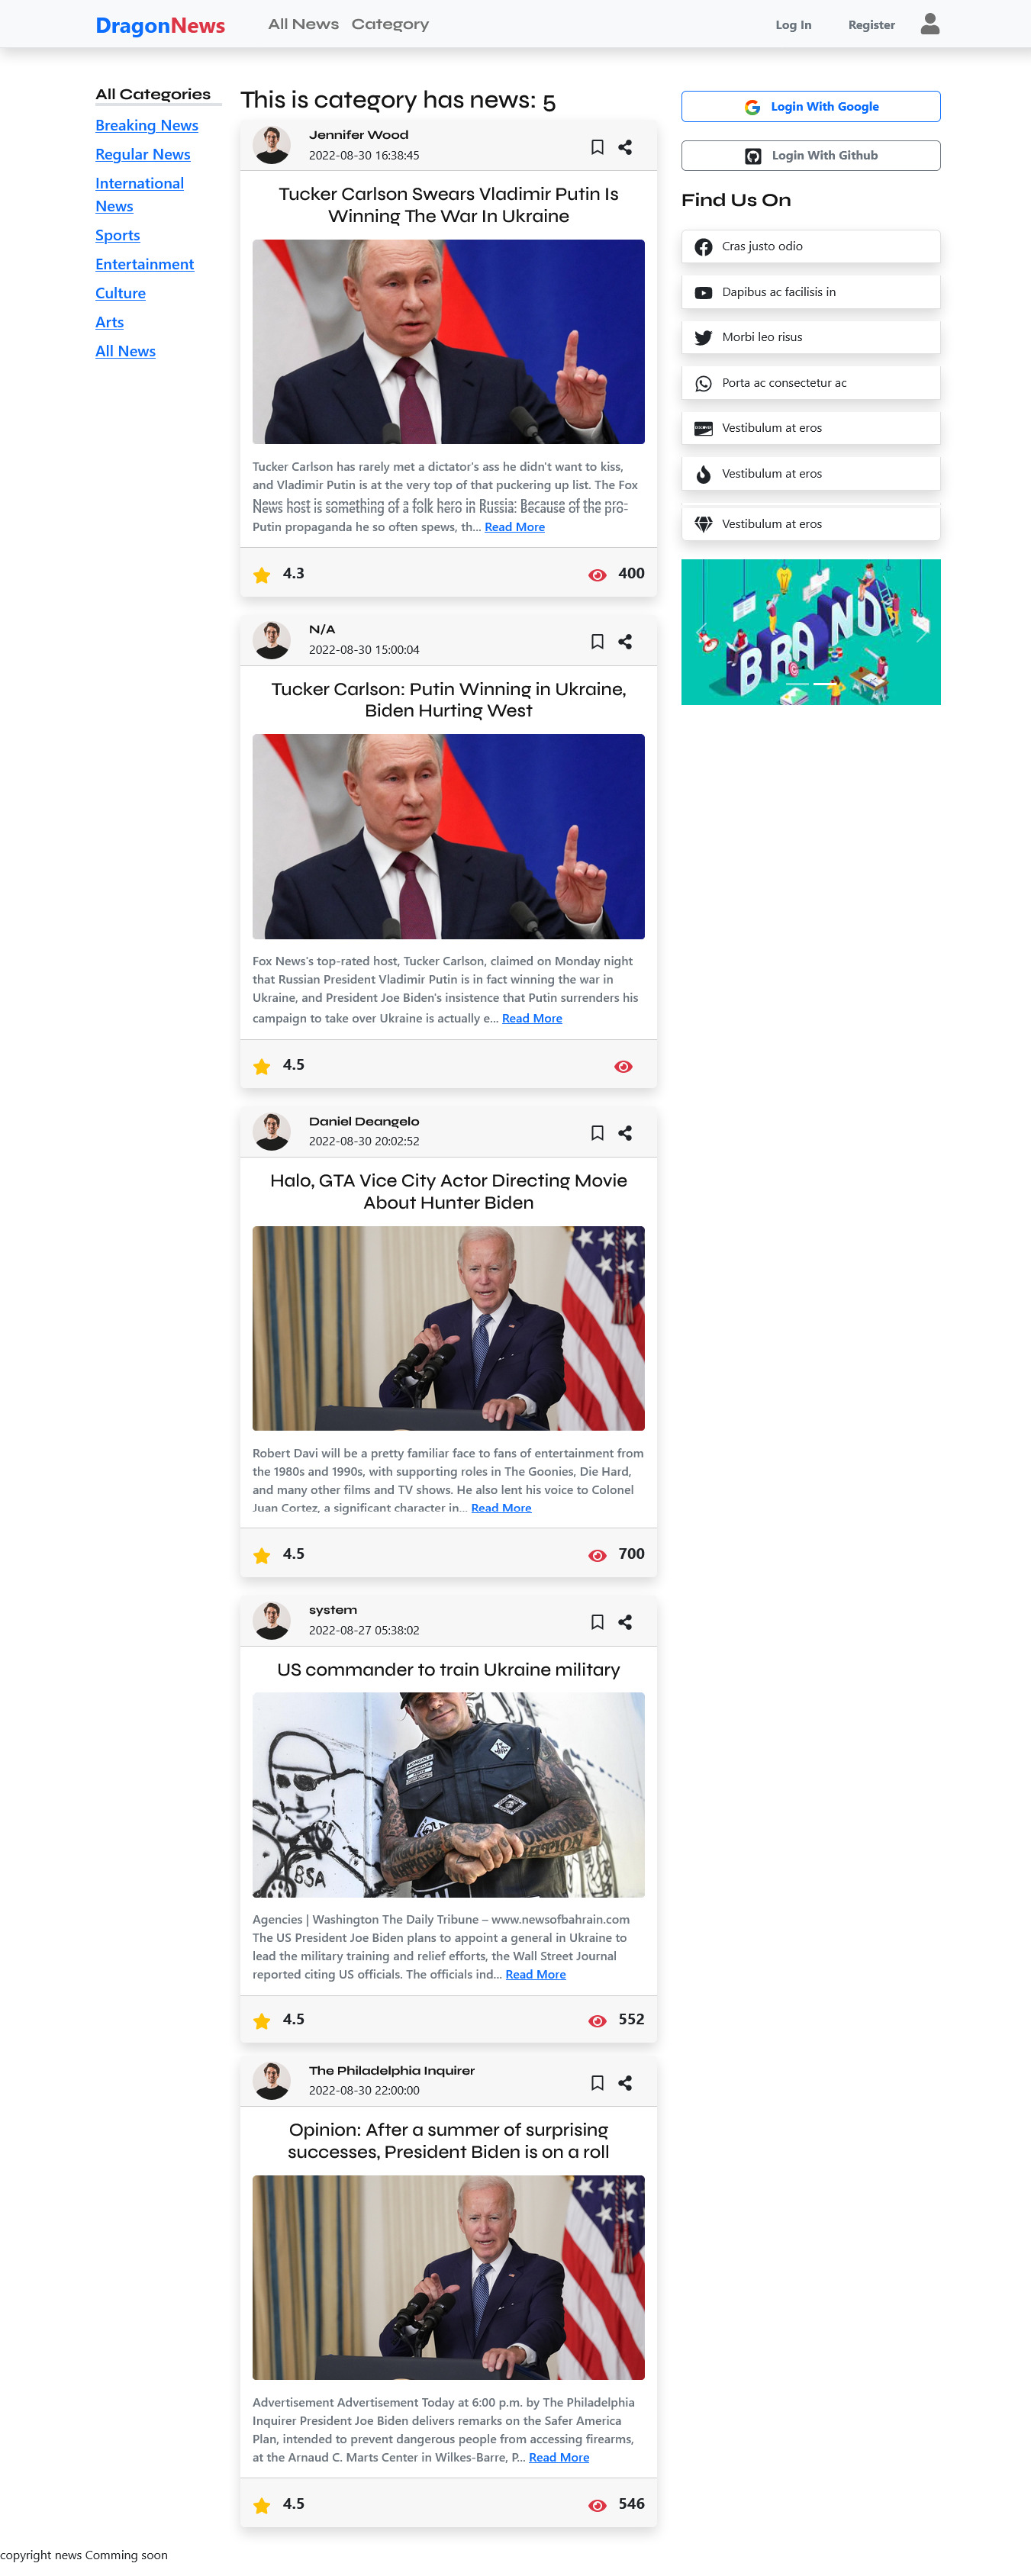 DragonNews
All News Category
Log In Register
All Categories
Breaking News
Regular News
International
News
Sports
Entertainment
Culture
Arts
All News
This is category has news: 5
Jennifer Wood
2022-08-30 16:38:45
Tucker Carlson Swears Vladimir Putin Is
Winning The War In Ukraine
Tucker Carlson has rarely met a dictator's ass he didn't want to kiss,
and Vladimir Putin is at the very top of that puckering up list. The Fox
News host is something of a folk hero in Russia: Because of the pro-
Putin propaganda he so often spews, th... Read More
4.3
400
N/A
2022-08-30 15:00:04
Tucker Carlson: Putin Winning in Ukraine,
Biden Hurting West
Fox News's top-rated host, Tucker Carlson, claimed on Monday night
that Russian President Vladimir Putin is in fact winning the war in
Ukraine, and President Joe Biden's insistence that Putin surrenders his
campaign to take over Ukraine is actually e... Read More
4.5
Daniel Deangelo
2022-08-30 20:02:52
Halo, GTA Vice City Actor Directing Movie
About Hunter Biden
Robert Davi will be a pretty familiar face to fans of entertainment from
the 1980s and 1990s, with supporting roles in The Goonies, Die Hard,
and many other films and TV shows. He also lent his voice to Colonel
Juan Cortez, a significant character in... Read More
4.5
700
system
2022-08-27 05:38:02
US commander to train Ukraine military
BSA
Agencies | Washington The Daily Tribune – www.newsofbahrain.com
The US President Joe Biden plans to appoint a general in Ukraine to
lead the military training and relief efforts, the Wall Street Journal
reported citing US officials. The officials ind... Read More
4.5
552
The Philadelphia Inquirer
2022-08-30 22:00:00
Opinion: After a summer of surprising
successes, President Biden is on a roll
Advertisement Advertisement Today at 6:00 p.m. by The Philadelphia
Inquirer President Joe Biden delivers remarks on the Safer America
Plan, intended to prevent dangerous people from accessing firearms,
at the Arnaud C. Marts Center in Wilkes-Barre, P... Read More
4.5
546
Login With Google
Login With Github
Find Us On
Cras justo odio
Dapibus ac facilisis in
Morbi leo risus
Porta ac consectetur ac
Vestibulum at eros
Vestibulum at eros
Vestibulum at eros
BRAND
copyright news Comming soon